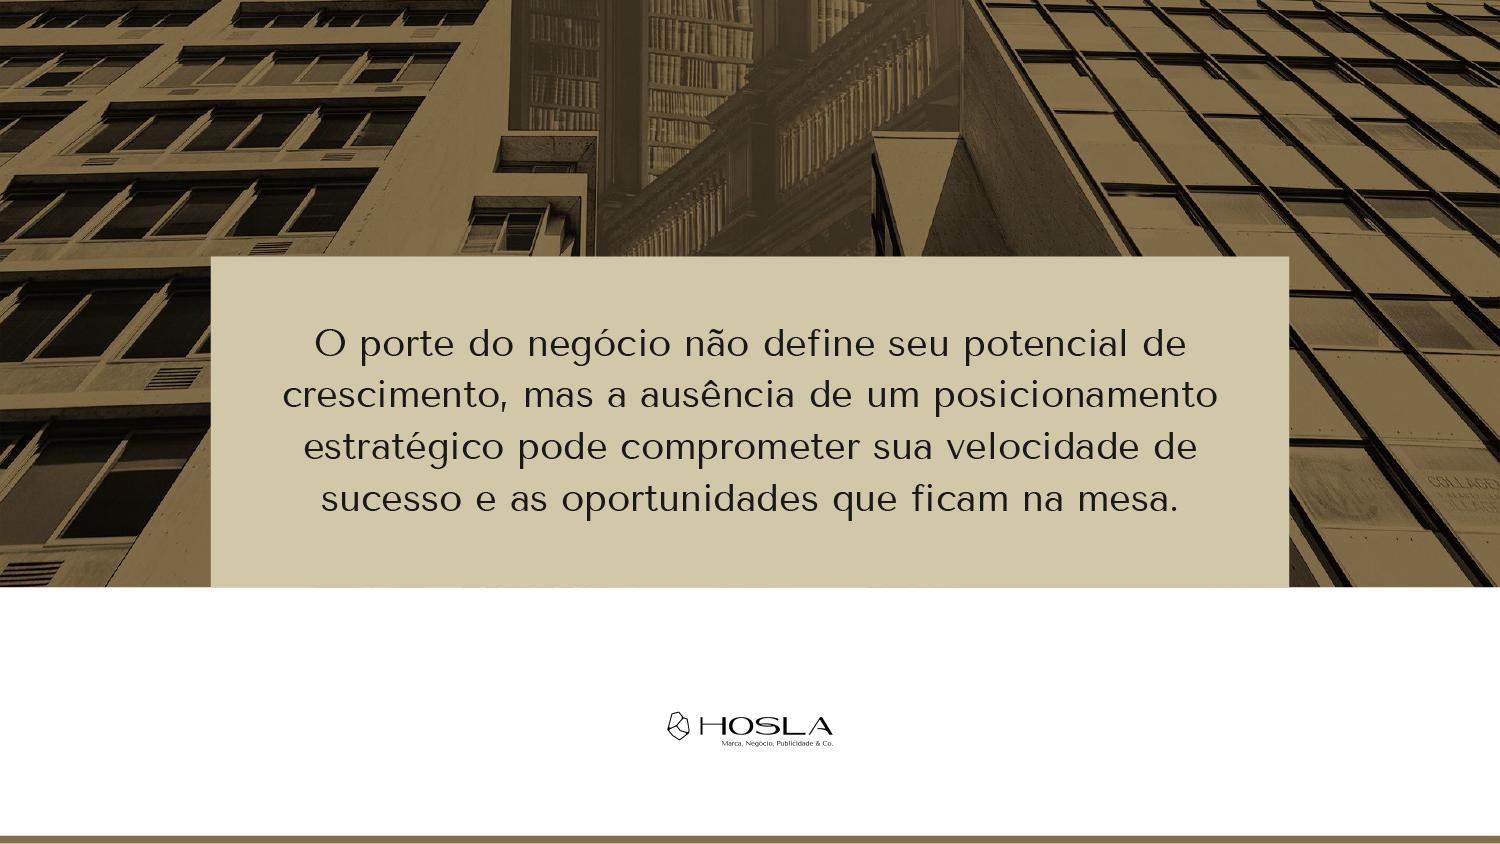 O porte do negócio não define seu potencial de
crescimento, mas a ausência de um posicionamento
estratégico pode comprometer sua velocidade de
sucesso e as oportunidades que ficam na mesa.
HOSLA
Marca, Negócio, Publicidade & Co.